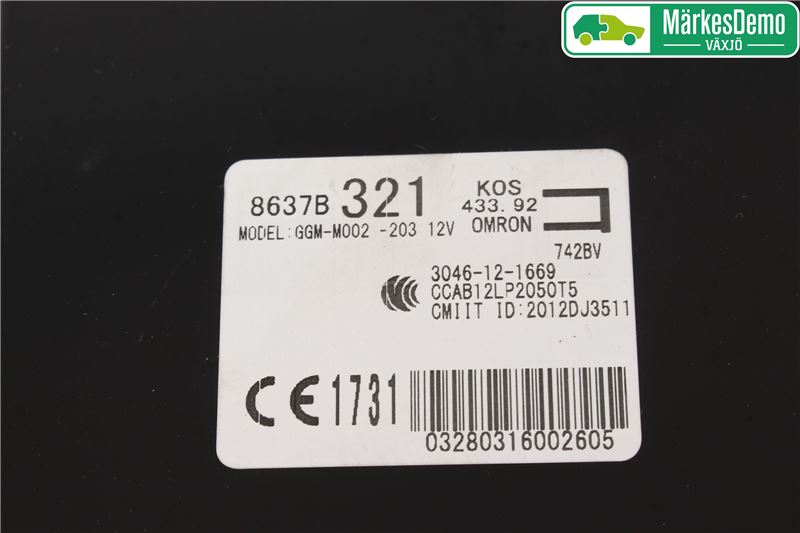 MärkesDemo
VÄXJÖ
8637B 321 KOS
433.92
MODEL:GGM-M002 -203 12V OMRON
742BV
3046-12-1669
CCAB12LP2050T5
CMIIT ID:2012DJ3511
CE 1731
03280316002605